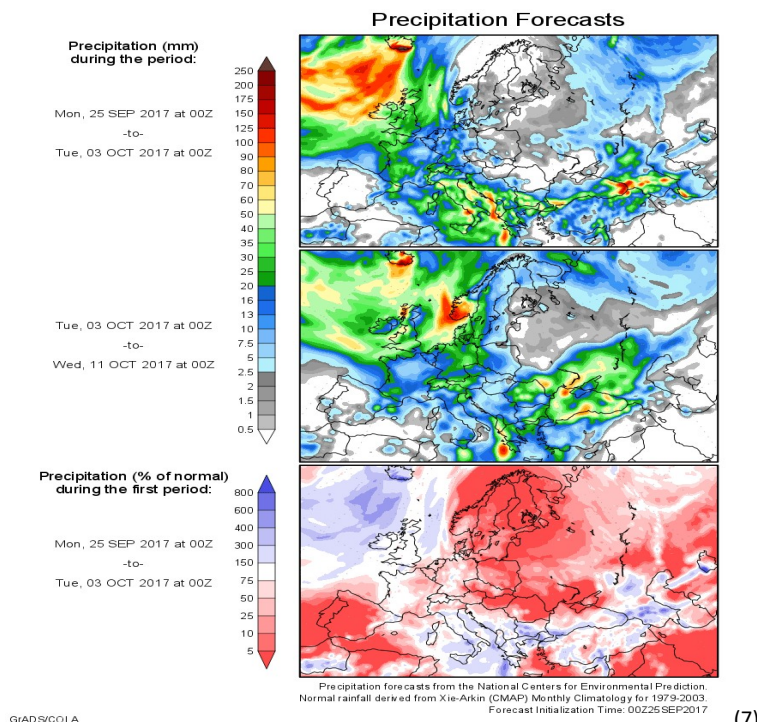 Precipitation Forecasts
Precipitation (mm)
during the period:
Mon, 25 SEP 2017 at 00Z
-to-
Tue, 03 OCT 2017 at 00Z
250
200
175
150
125
100
90
80
70
60
50
40
35
30
25
20
16
13
10
7.5
5
2.5
2
1.5
1
0.5
Tue, 03 OCT 2017 at 00Z
-to-
Wed, 11 OCT 2017 at 00Z
Precipitation (% of normal)
during the first period:
Mon, 25 SEP 2017 at 00Z
-to-
Tue, 03 OCT 2017 at 00Z
800
600
400
300
150
75
50
25
10
5
Precipitation forecasts from the National Centers for Environmental Prediction.
Normal rainfall derived from Xie-Arkin (CMAP) Monthly Climatology for 1979-2003.
Forecast Initialization Time: 00Z25SEP2017
GrADS/COLA
(7)